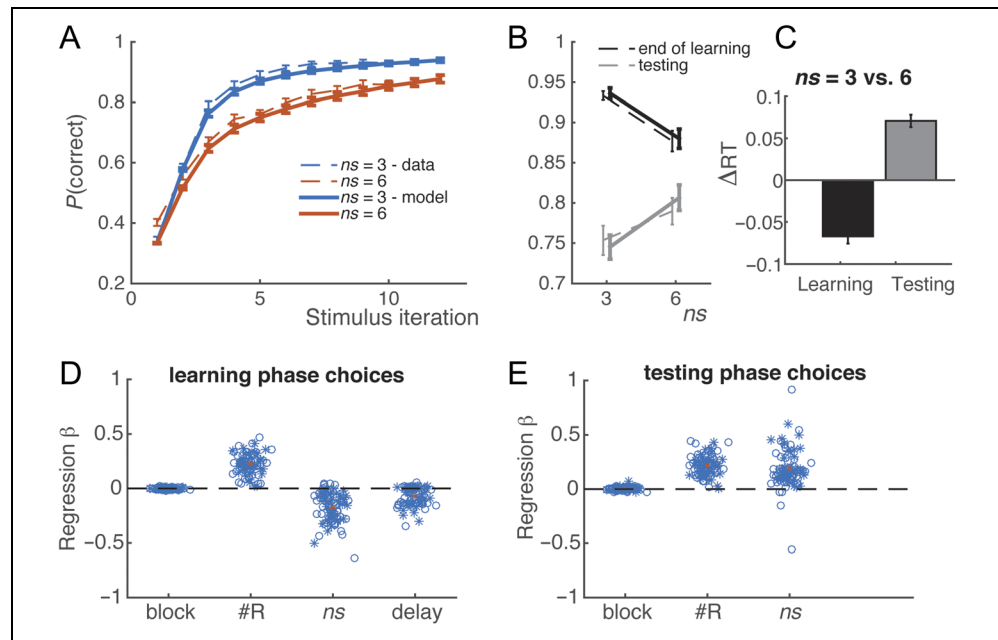 A
1
0.8
0.6
0.4
0.2
P(correct)
ns = 3 - data
ns = 6
ns = 3 - model
ns = 6
0
5
10
Stimulus iteration
B
end of learning
testing
1
0.95
0.9
0.85
0.8
0.75
0.7
3
6
ns
C
ns = 3 vs. 6
0.1
0.05
0
−0.05
−0.1
ΔRT
Learning
Testing
D
learning phase choices
1
0.5
0
−0.5
−1
Regression β
block
#R
ns
delay
E
testing phase choices
1
0.5
0
−0.5
−1
Regression β
block
#R
ns